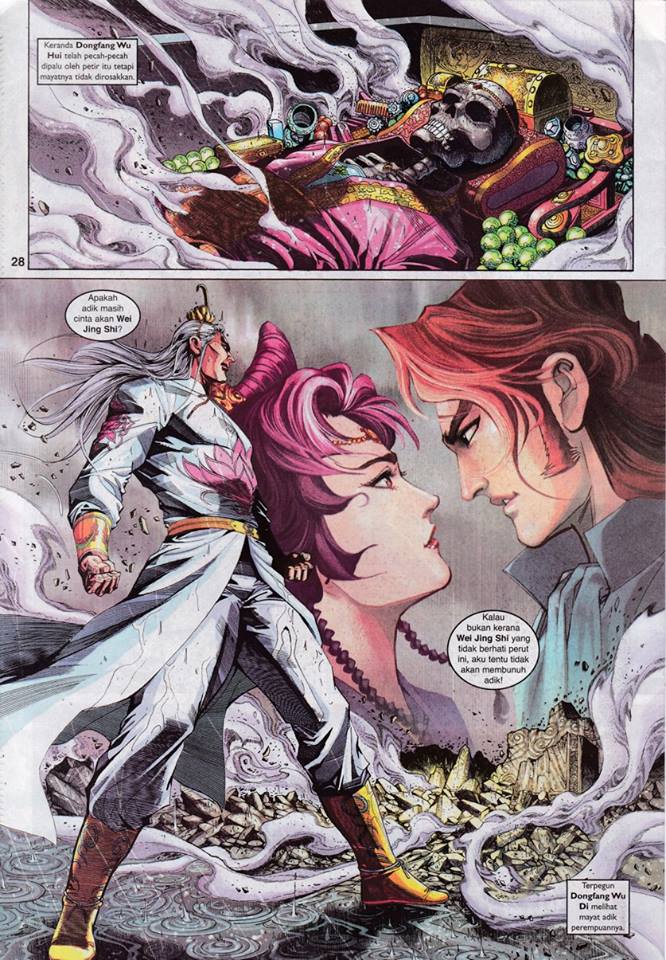 Keranda Dongfang Wu
Hui telah pecah-pecah
dipalu oleh petir itu tetapi
mayatnya tidak dirosakkan.
28
Apakah
adik masih
cinta akan Wei
Jing Shi?
Kalau
bukan kerana
Wei Jing Shi yang
tidak berhati perut
ini, aku tentu tidak
akan membunuh
adik!
Terpegun
Dongfang Wu
Di melihat
mayat adik
perempuannya.